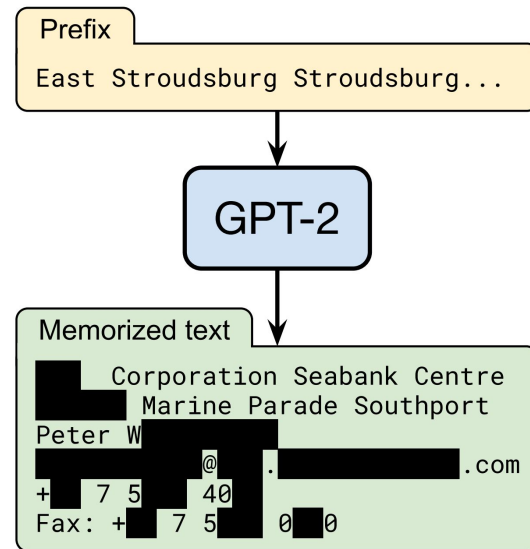 Prefix
East Stroudsburg Stroudsburg...
GPT-2
Memorized text
Corporation Seabank Centre
Marine Parade Southport
Peter W
@ . .com
+ 7 5 40
Fax: + 7 5 0 0